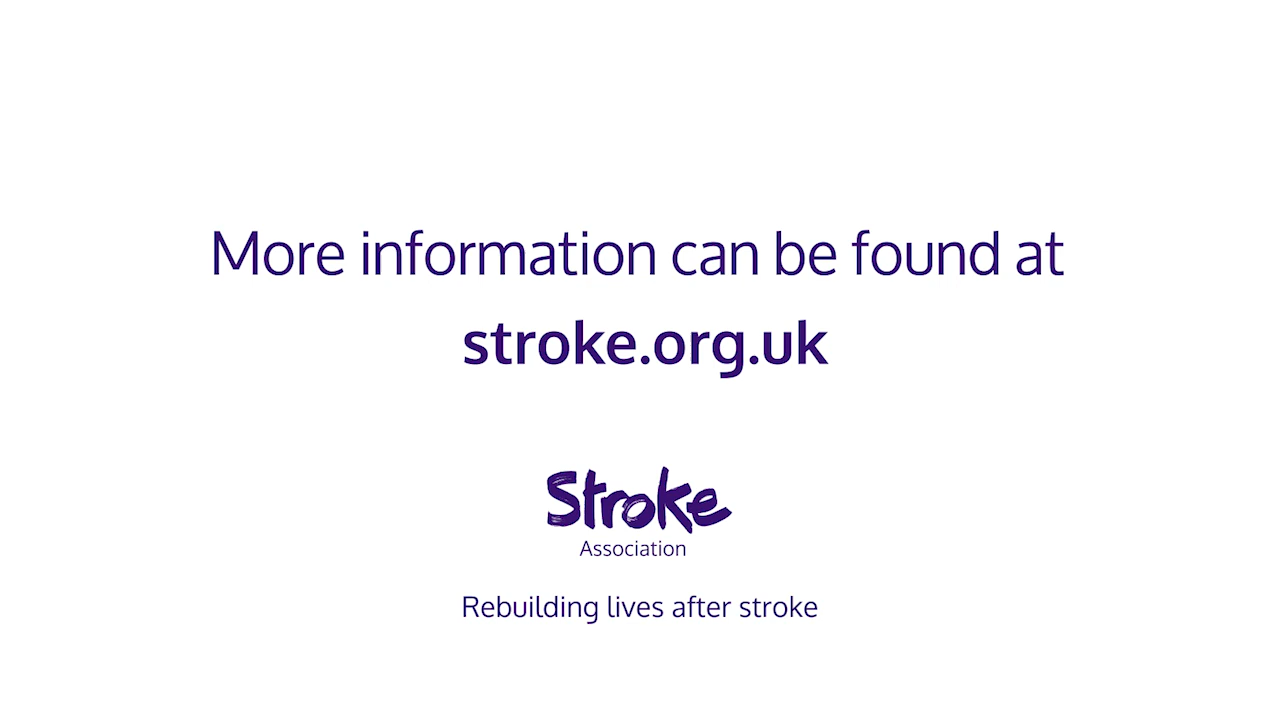 More information can be found at
stroke.org.uk
Stroke
Association
Rebuilding lives after stroke